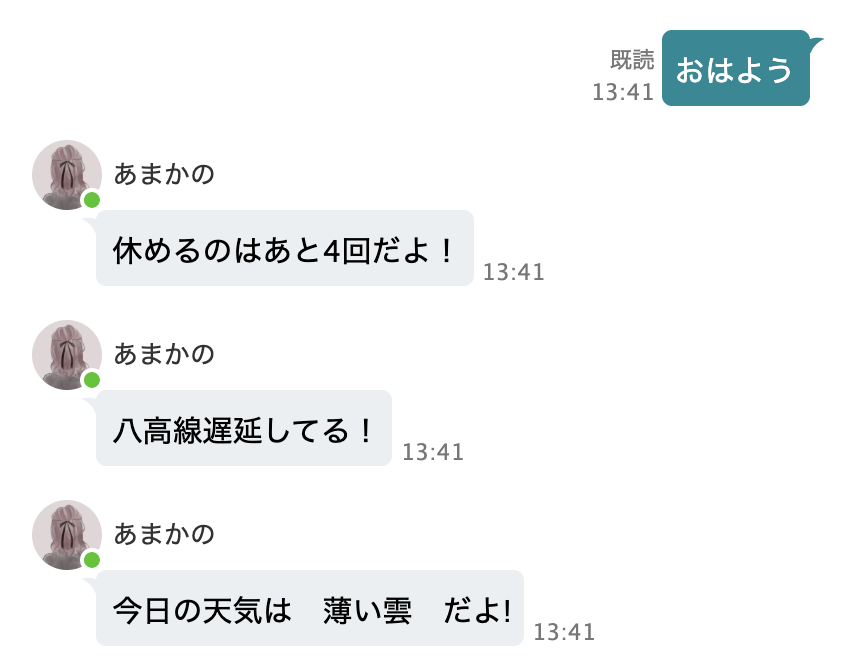 おはよう
既読
13:41
あまかの
休めるのはあと4回だよ！
13:41
あまかの
八高線遅延してる！
13:41
あまかの
今日の天気は　薄い雲　だよ!
13:41